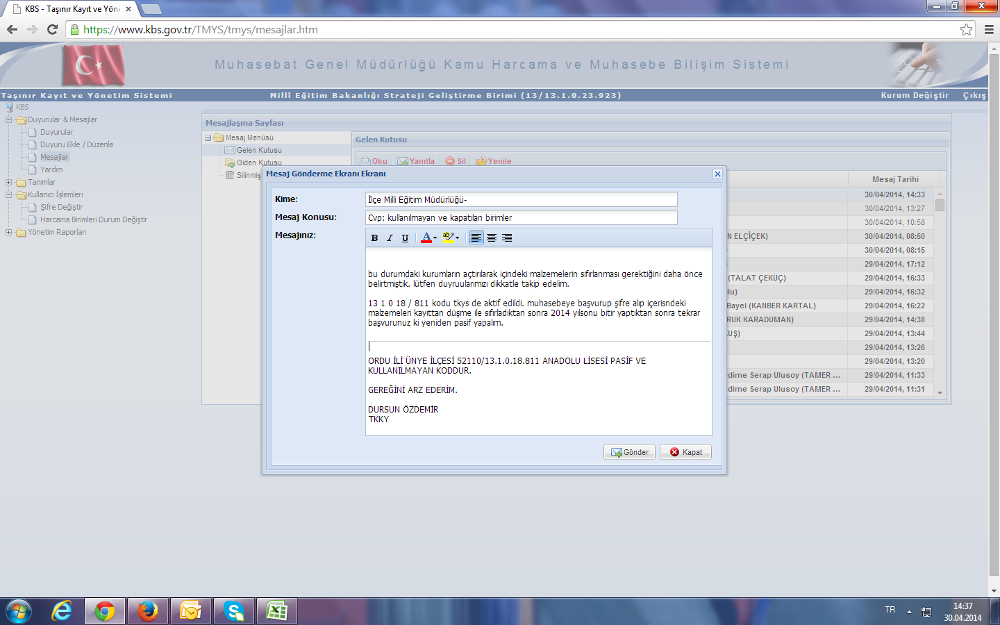 KBS - Taşınır Kayıt ve Yöne
https://www.kbs.gov.tr/TMYS/tmys/mesajlar.htm
Muhasebat Genel Müdürlüğü Kamu Harcama ve Muhasebe Bilişim Sistemi
Taşınır Kayıt ve Yönetim Sistemi
Millî Eğitim Bakanlığı Strateji Geliştirme Birimi (13/13.1.0.23.923)
Kurum Değiştir
Çıkış
KBS
Duyurular & Mesajlar
Duyurular
Duyuru Ekle / Düzenle
Mesajlar
Yardım
Tanımlar
Kullanıcı İşlemleri
Şifre Değiştir
Harcama Birimleri Durum Değiştir
Yönetim Raporları
Mesajlaşma Sayfası
Mesaj Menüsü
Gelen Kutusu
Giden Kutusu
Silinmiş
Gelen Kutusu
Oku
Yanıtla
Sil
Yenile
Mesaj Tarihi
30/04/2014, 14:33
30/04/2014, 13:27
30/04/2014, 10:58
N ELÇİÇEK) 30/04/2014, 08:50
) 30/04/2014, 08:15
29/04/2014, 17:12
(TALAT ÇEKÜÇ) 29/04/2014, 16:33
lu) 29/04/2014, 16:32
Bayel (KANBER KARTAL) 29/04/2014, 16:22
RUK KARADUMAN) 29/04/2014, 14:38
KUŞ) 29/04/2014, 13:44
29/04/2014, 13:26
29/04/2014, 13:20
dime Serap Ulusoy (TAMER ... 29/04/2014, 11:33
dime Serap Ulusoy (TAMER ... 29/04/2014, 11:31
Mesaj Gönderme Ekranı Ekranı
Kime:
İlçe Milli Eğitim Müdürlüğü-
Mesaj Konusu:
Cvp: kullanılmayan ve kapatılan birimler
Mesajınız:
B I U A ab
bu durumdaki kurumların açtırılarak içindeki malzemelerin sıfırlanması gerektiğini daha önce
belirtmiştik. lütfen duyruularımızı dikkatle takip edelim.
13 1 0 18 / 811 kodu tkys de aktif edildi. muhasebeye başvurup şifre alıp içerisndeki
malzemeleri kayıttan düşme ile sıfırladıktan sonra 2014 yılsonu bitir yaptıktan sonra tekrar
başvurunuz ki yeniden pasif yapalım.
ORDU İLİ ÜNYE İLÇESİ 52110/13.1.0.18.811 ANADOLU LİSESİ PASİF VE
KULLANILMAYAN KODDUR.
GEREĞİNİ ARZ EDERİM.
DURSUN ÖZDEMİR
TKKY
Gönder
Kapat
TR
14:37
30.04.2014